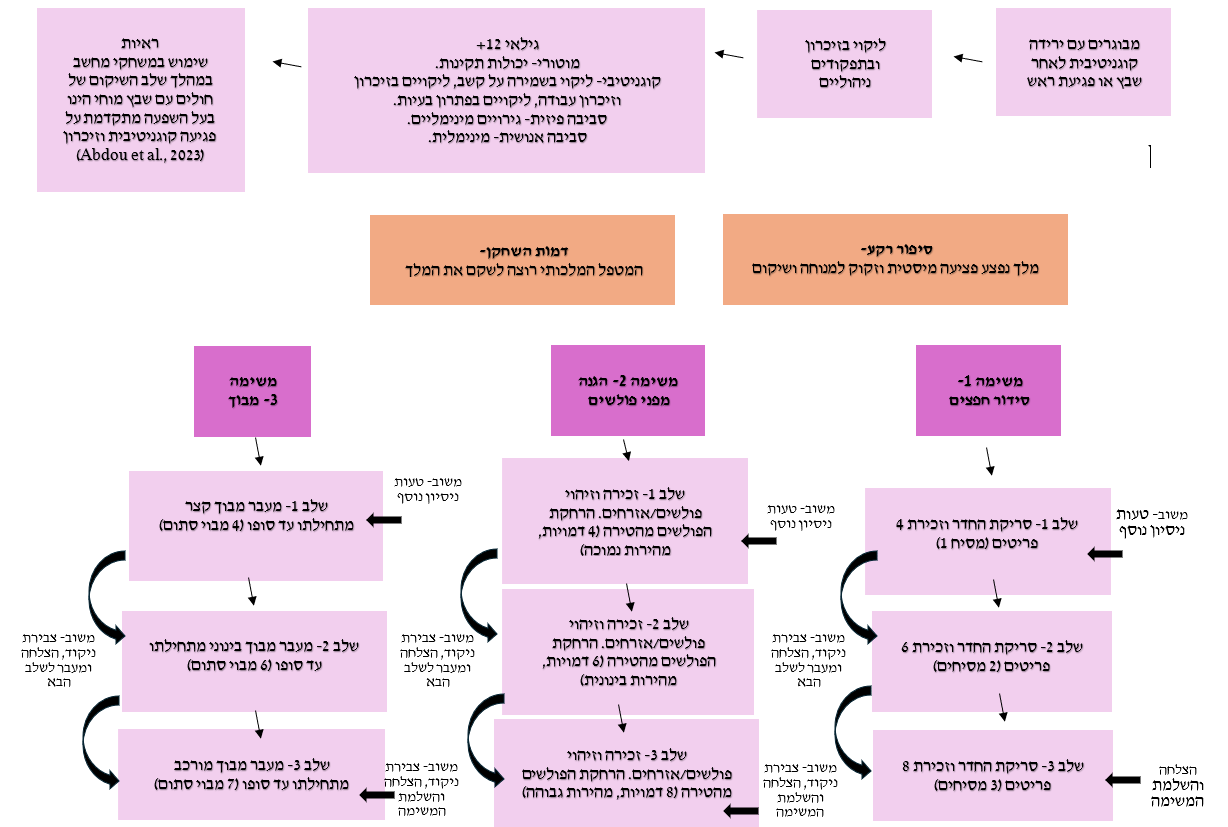 מבוגרים עם ירידה
קוגניטיבית לאחר
שבץ או פגיעת ראש
ליקוי בזיכרון
ובתפקודים
ניהוליים
גילאי 12+
מוטורי- יכולות תקינות.
קוגניטיבי- ליקוי בשמירה על קשב, ליקויים בזיכרון
וזיכרון עבודה, ליקויים בפתרון בעיות.
סביבה פיזית- גירויים מינימליים.
סביבה אנושית- מינימלית.
ראיות
שימוש במשחקי מחשב
במהלך שלב השיקום של
חולים עם שבץ מוחי הינו
בעל השפעה מתקדמת על
פגיעה קוגניטיבית וזיכרון
(Abdou et al., 2023)
סיפור רקע-
מלך נפצע פציעה מיסטית וזקוק למנוחה ושיקום
דמות השחקן-
המטפל המלכותי רוצה לשקם את המלך
משימה 1-
סידור חפצים
שלב 1- סריקת החדר וזכירת 4
פריטים (מסיח 1)
משוב- טעות
ניסיון נוסף
שלב 2- סריקת החדר וזכירת 6
פריטים (2 מסיחים)
משוב- צבירת
ניקוד, הצלחה
ומעבר לשלב
הבא
שלב 3- סריקת החדר וזכירת 8
פריטים (3 מסיחים)
הצלחה
והשלמת
המשימה
משימה 2- הגנה
מפני פולשים
שלב 1- זכירה וזיהוי
פולשים/אזרחים. הרחקת
הפולשים מהטירה (4 דמויות,
מהירות נמוכה)
משוב- טעות
ניסיון נוסף
שלב 2- זכירה וזיהוי
פולשים/אזרחים. הרחקת
הפולשים מהטירה (6 דמויות,
מהירות בינונית)
משוב- צבירת
ניקוד, הצלחה
ומעבר לשלב
הבא
שלב 3- זכירה וזיהוי
פולשים/אזרחים. הרחקת הפולשים
מהטירה (8 דמויות, מהירות גבוהה)
משוב- צבירת
ניקוד, הצלחה
והשלמת
המשימה
משימה
3- מבוך
שלב 1- מעבר מבוך קצר
מתחילתו עד סופו (4 מבוי סתום)
משוב- טעות
ניסיון נוסף
שלב 2- מעבר מבוך בינוני מתחילתו
עד סופו (6 מבוי סתום)
משוב- צבירת
ניקוד, הצלחה
ומעבר לשלב
הבא
שלב 3- מעבר מבוך מורכב
מתחילתו עד סופו (7 מבוי סתום)
משוב- צבירת
ניקוד, הצלחה
והשלמת
המשימה